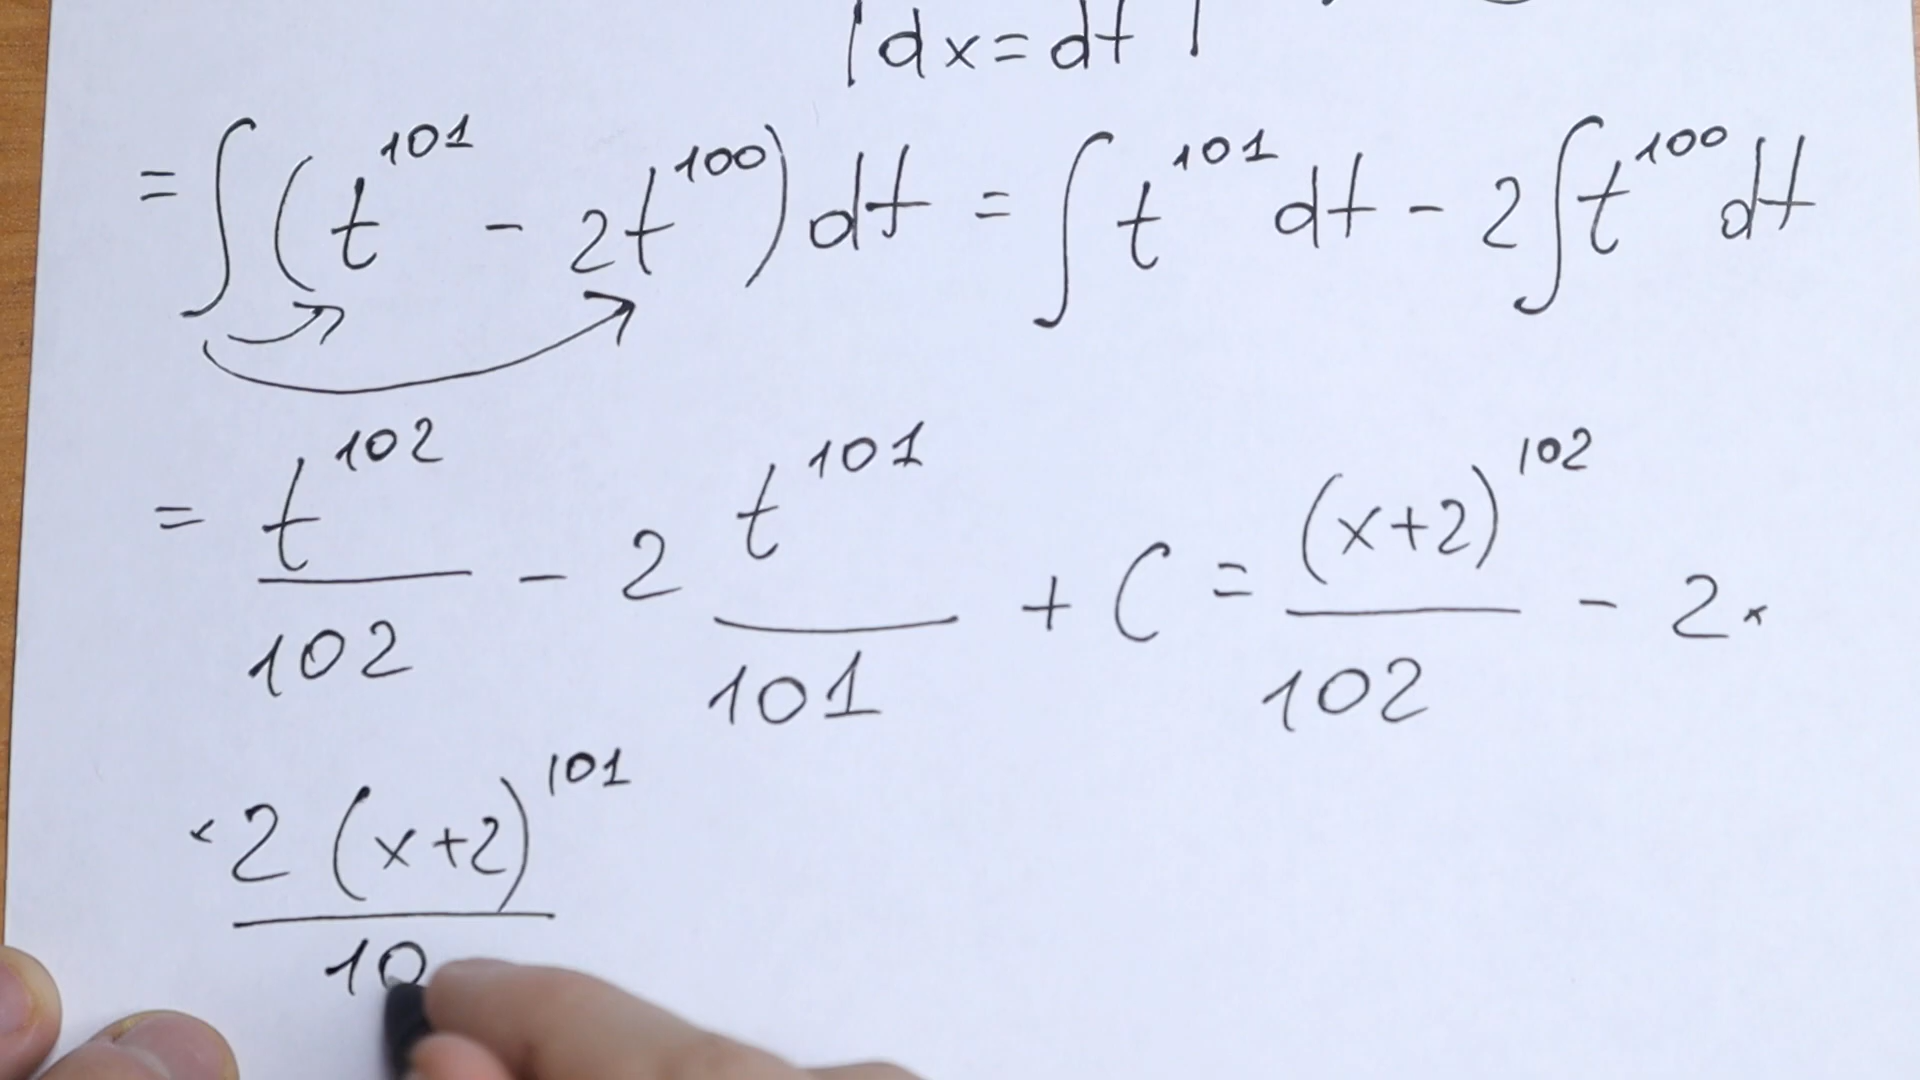 | dx = dt |
= ∫ (t^101 - 2t^100) dt = ∫ t^101 dt - 2 ∫ t^100 dt
= t^102/102 - 2 t^101/101 + C = (x+2)^102/102 - 2 ·
· 2 (x+2)^101/10